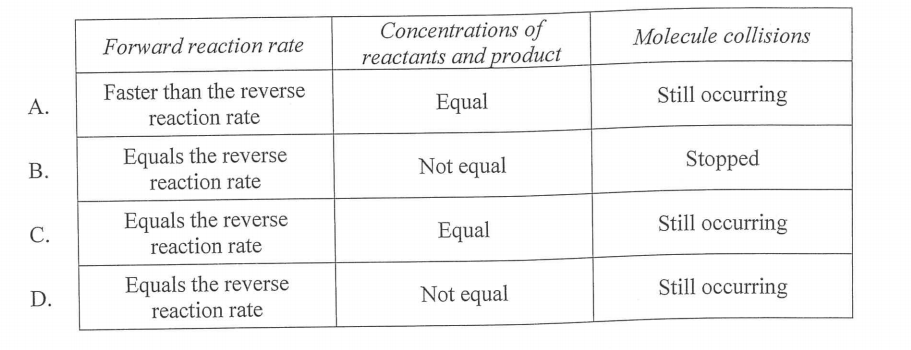 Forward reaction rate
Concentrations of
reactants and product
Molecule collisions
A.
Faster than the reverse
reaction rate
Equal
Still occurring
B.
Equals the reverse
reaction rate
Not equal
Stopped
C.
Equals the reverse
reaction rate
Equal
Still occurring
D.
Equals the reverse
reaction rate
Not equal
Still occurring